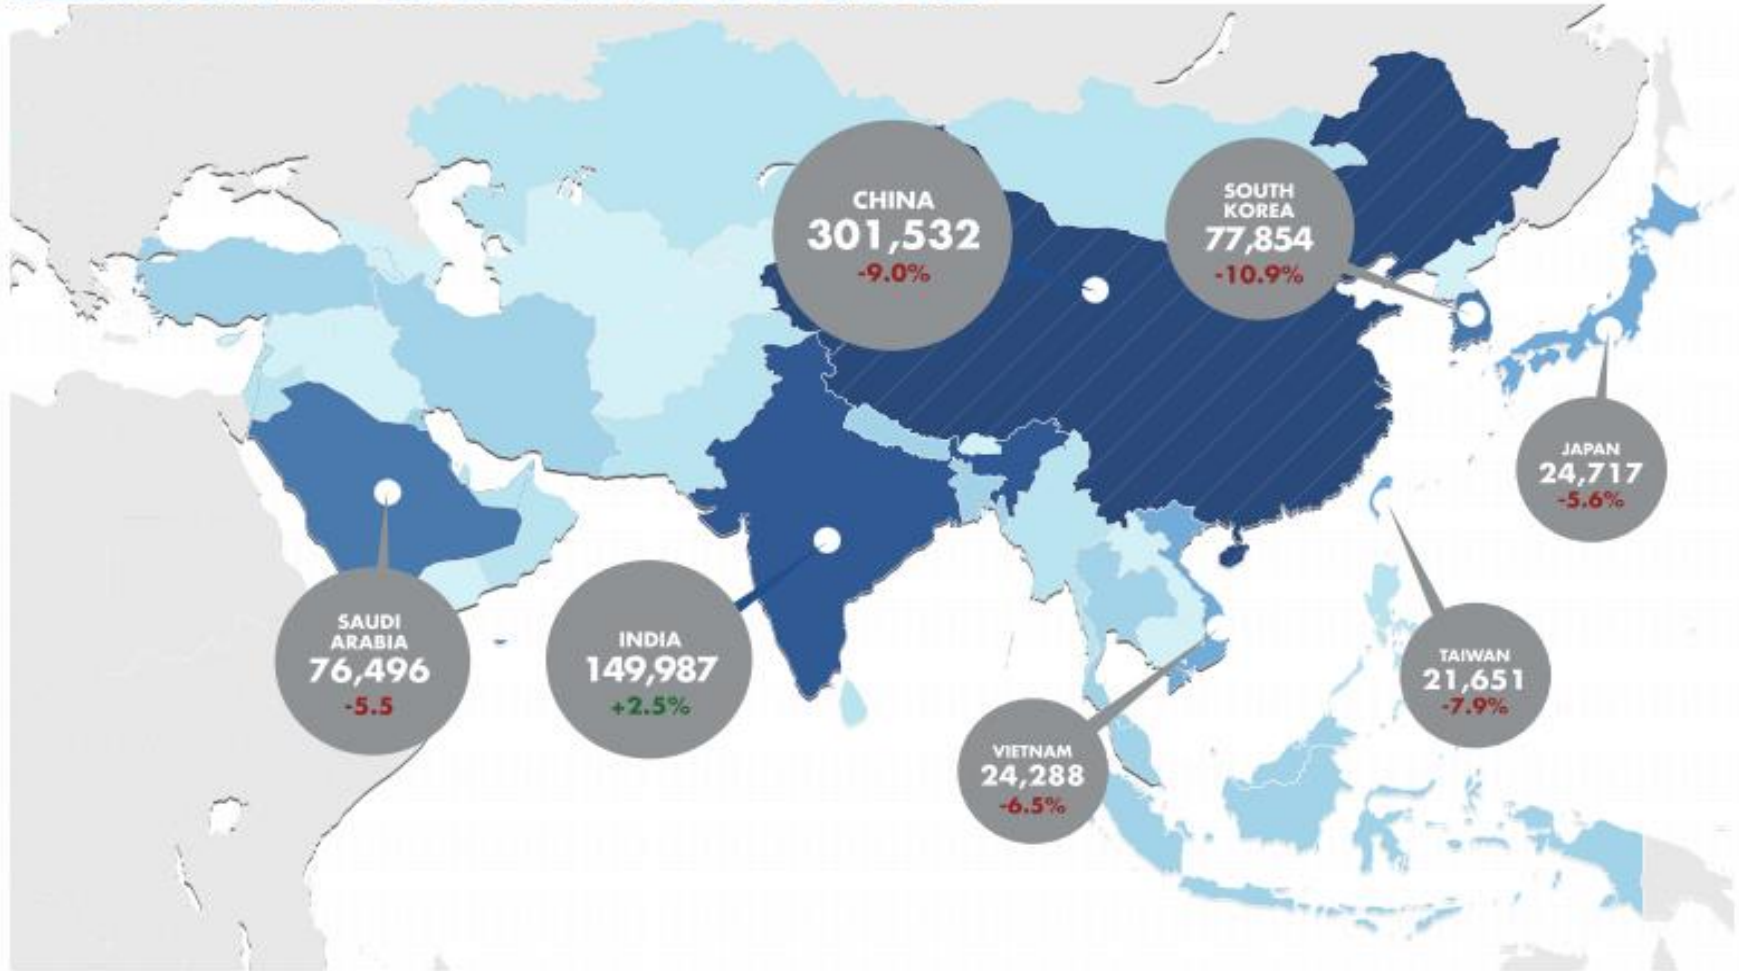 CHINA
301,532
-9.0%
SOUTH
KOREA
77,854
-10.9%
JAPAN
24,717
-5.6%
SAUDI
ARABIA
76,496
-5.5
INDIA
149,987
+2.5%
VIETNAM
24,288
-6.5%
TAIWAN
21,651
-7.9%